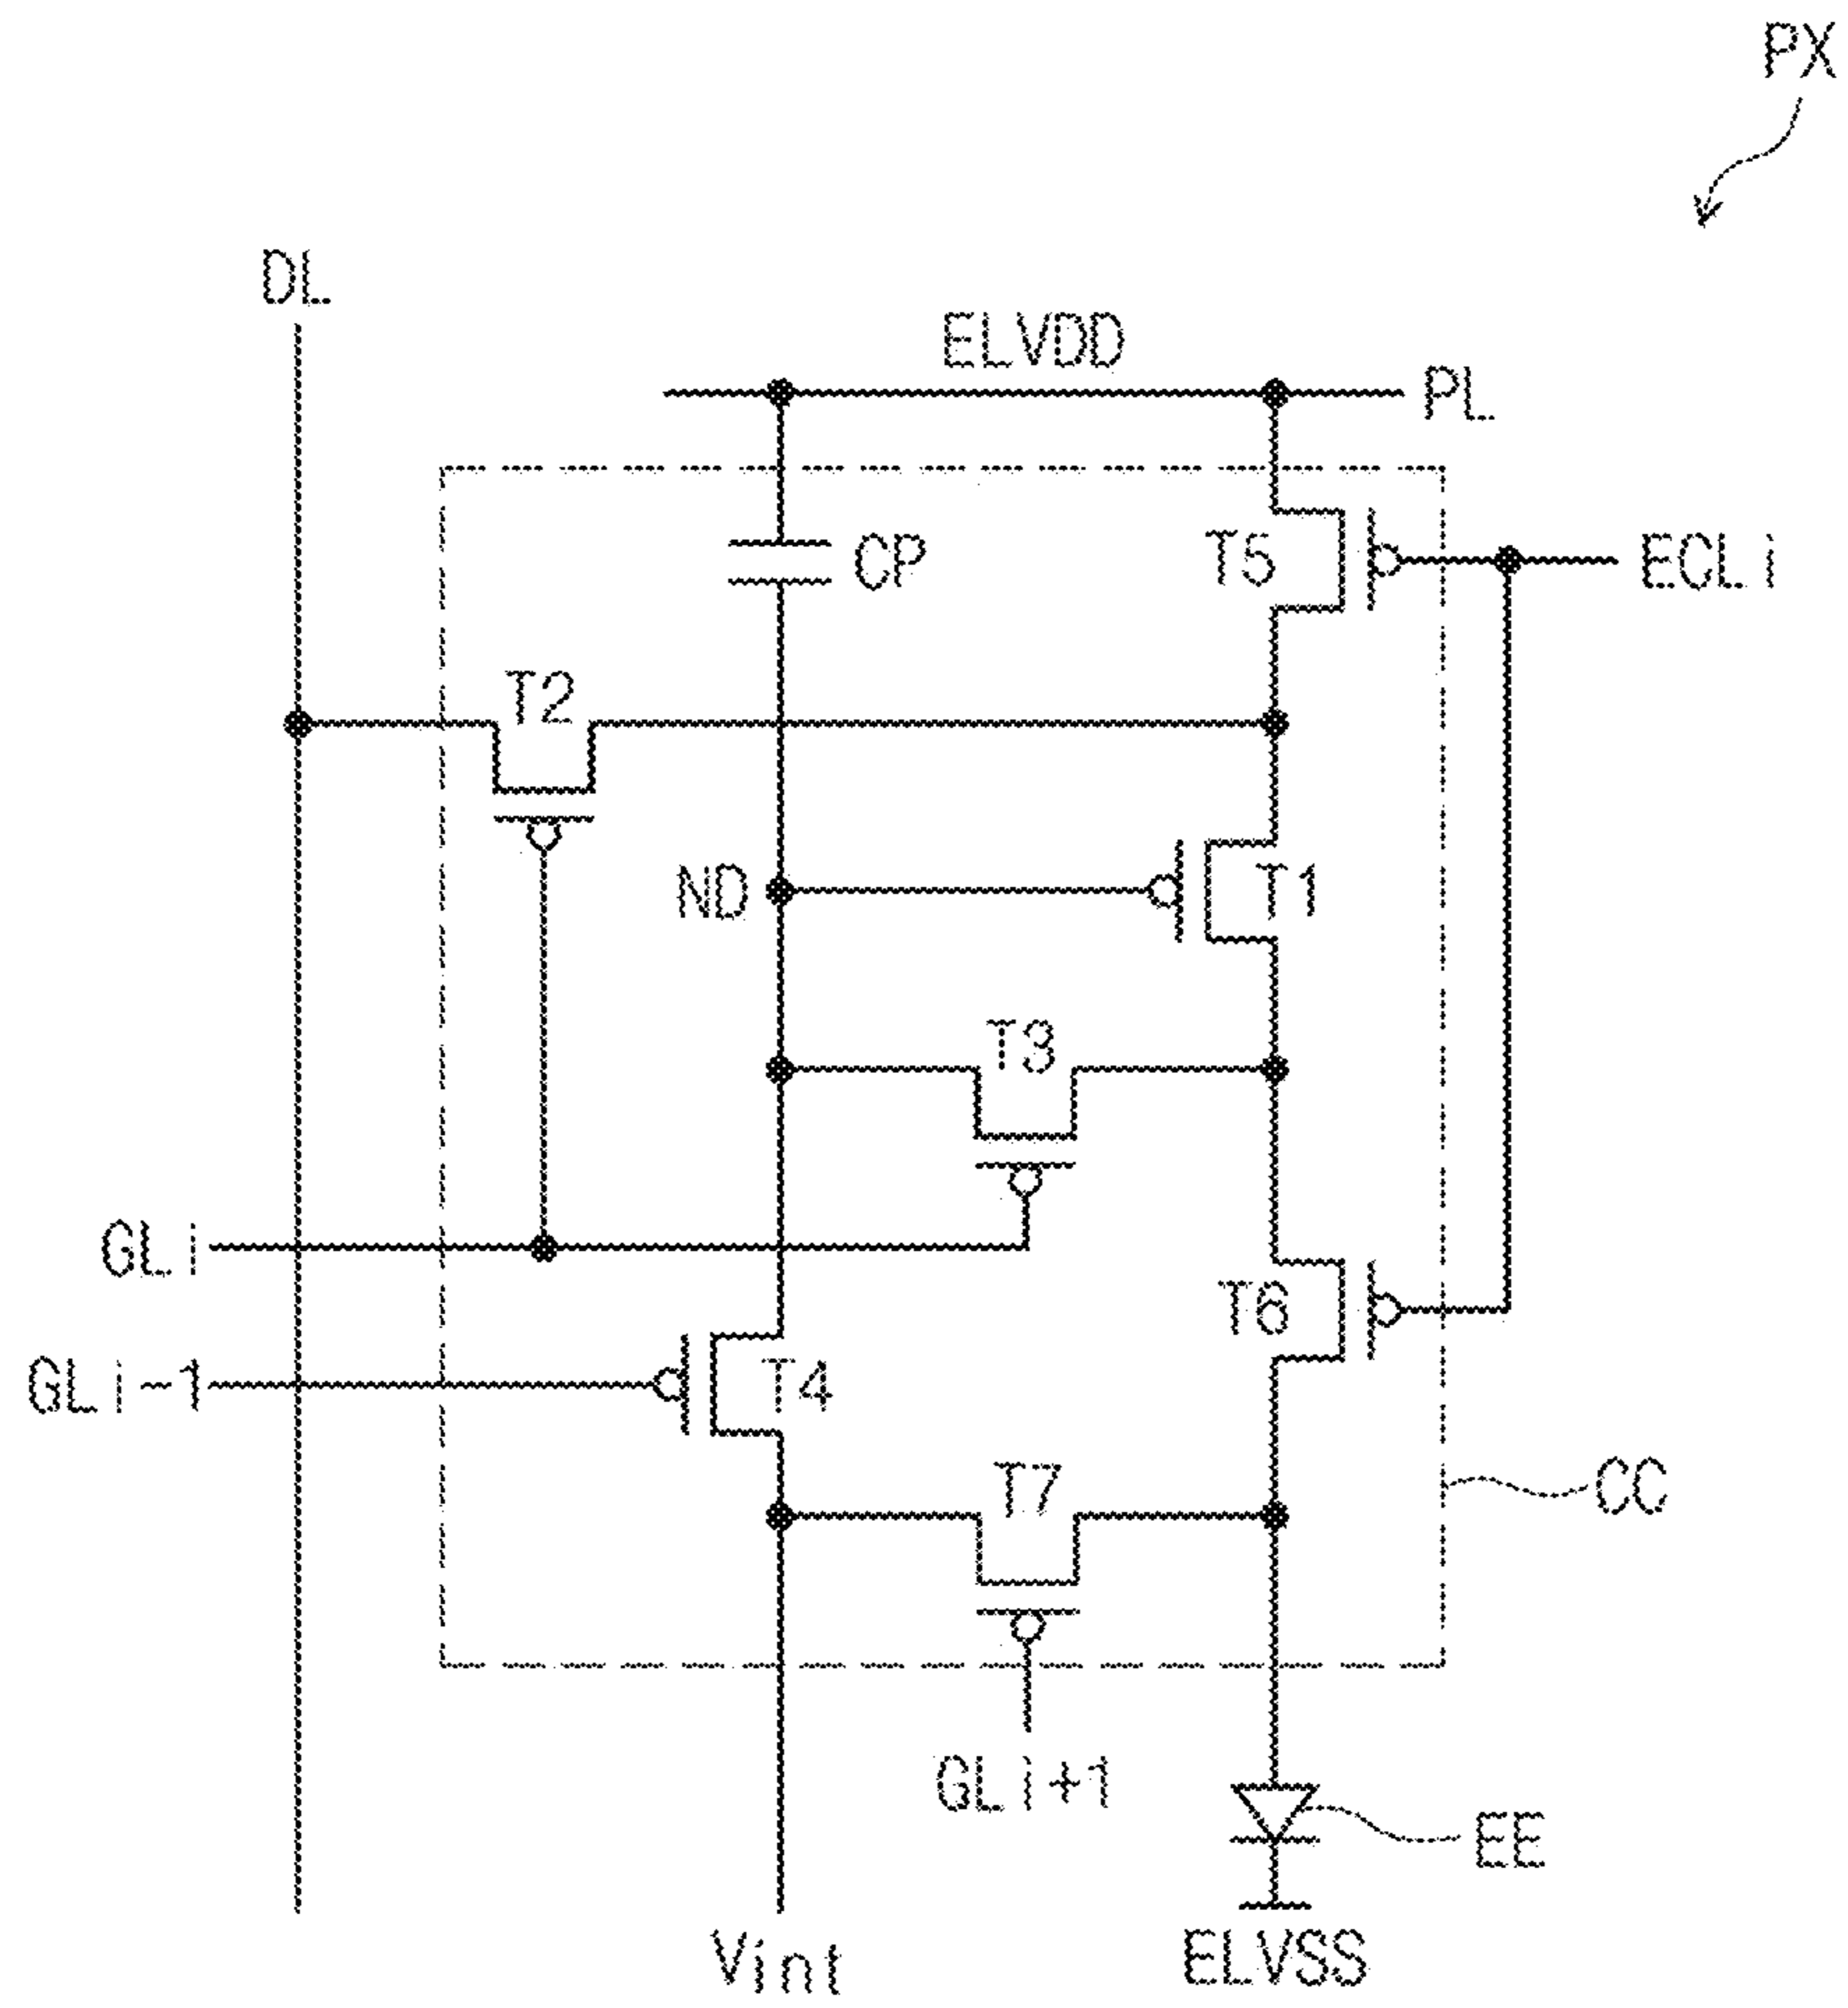 PX
DL
ELVDD
PL
CP
T5
ECLi
T2
ND
T1
T3
GLi
T6
GLi-1
T4
T7
CC
GLi+1
EE
Vint
ELVSS